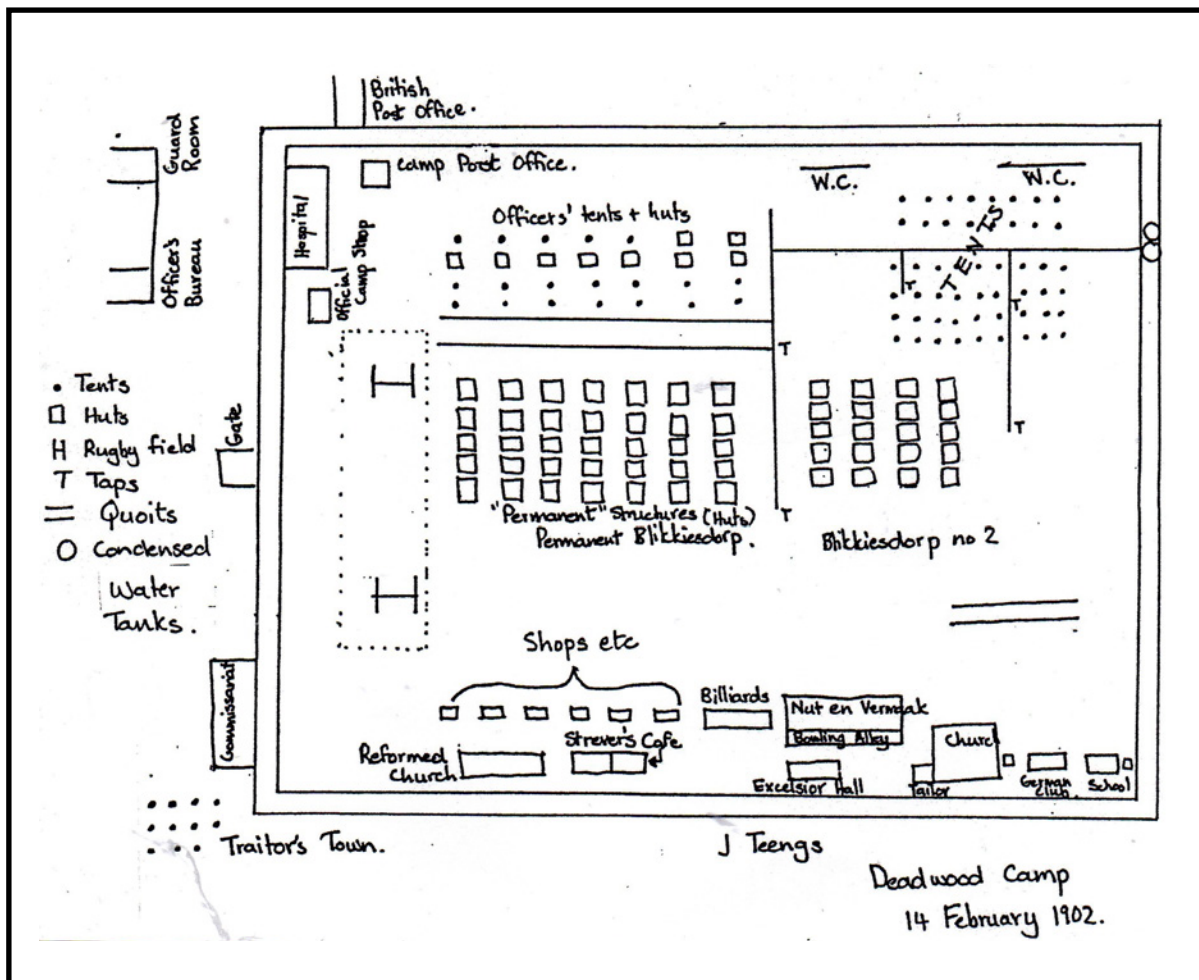 British
Post Office.
Guard
Room
Camp Post Office.
W.C.
W.C.
Hospital
Officers' tents + huts
TENTS
Officer's
Bureau
Official
Camp Shop
T
T
T
• Tents
Huts
H Rugby field
T Taps
Quoits
Condensed
Water
Tanks.
Gate
H
T
T
"Permanent" Structures (Huts)
Permanent Blikkiesdorp.
Blikkiesdorp no 2
H
Shops etc
Commissariat
Billiards
Nut en Vermaak
Bowling Alley
Strever's Cafe
Reformed
Church
Church
Excelsior Hall
Tailor
German
Club.
School
Traitor's Town.
J Teengs
Deadwood Camp
14 February 1902.